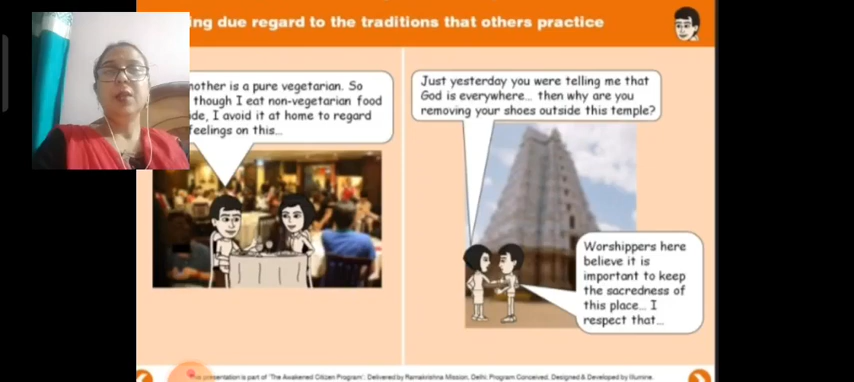 ing due regard to the traditions that others practice
mother is a pure vegetarian. So
though I eat non-vegetarian food
I avoid it at home to regard
feelings on this...
Just yesterday you were telling me that
God is everywhere... then why are you
removing your shoes outside this temple?
Worshippers here
believe it is
important to keep
the sacredness of
this place... I
respect that...
presentation is part of 'The Awakened Citizen Program'. Delivered by Ramakrishna Mission, Delhi. Program Conceived, Designed & Developed by Illumine.